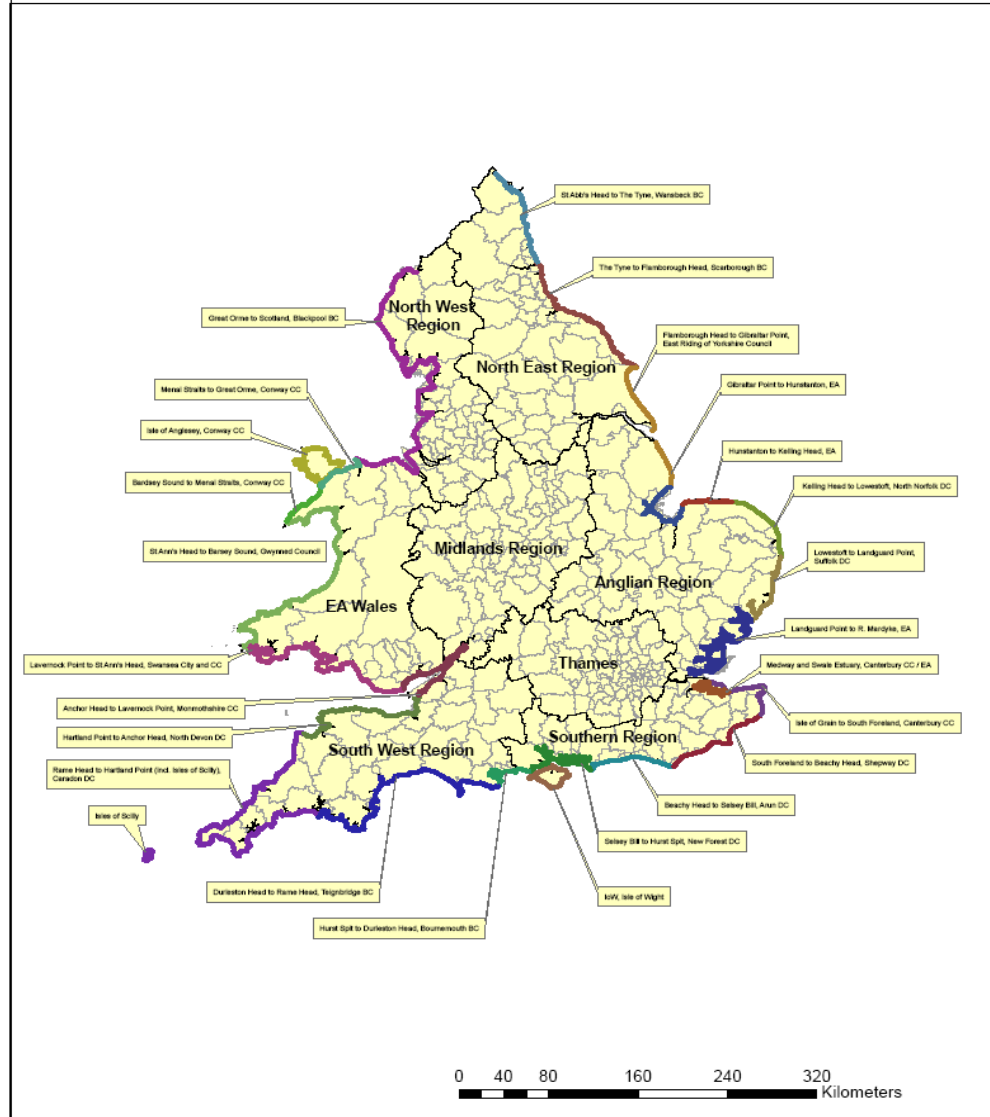 St Abb's Head to The Tyne, Wansbeck BC
The Tyne to Flamborough Head, Scarborough BC
North West
Region
Great Orme to Scotland, Blackpool BC
Flamborough Head to Gibraltar Point,
East Riding of Yorkshire Council
North East Region
Menai Straits to Great Orme, Conway CC
Gibraltar Point to Hunstanton, EA
Isle of Anglesey, Conway CC
Hunstanton to Kelling Head, EA
Bardsey Sound to Menai Straits, Conway CC
Kelling Head to Lowestoft, North Norfolk DC
St Ann's Head to Barsey Sound, Gwynned Council
Midlands Region
Lowestoft to Landguard Point,
Suffolk DC
Anglian Region
EA Wales
Landguard Point to R. Mardyke, EA
Lavernock Point to St Ann's Head, Swansea City and CC
Thames
Medway and Swale Estuary, Canterbury CC / EA
Anchor Head to Lavernock Point, Monmothshire CC
Isle of Grain to South Foreland, Canterbury CC
Hartland Point to Anchor Head, North Devon DC
Southern Region
South West Region
South Foreland to Beachy Head, Shepway DC
Rame Head to Hartland Point (incl. Isles of Scilly),
Caradon DC
Beachy Head to Selsey Bill, Arun DC
Isles of Scilly
Selsey Bill to Hurst Spit, New Forest DC
Durleston Head to Rame Head, Teignbridge BC
IoW, Isle of Wight
Hurst Spit to Durleston Head, Bournemouth BC
0 20 40 80 160 240 320
Kilometers